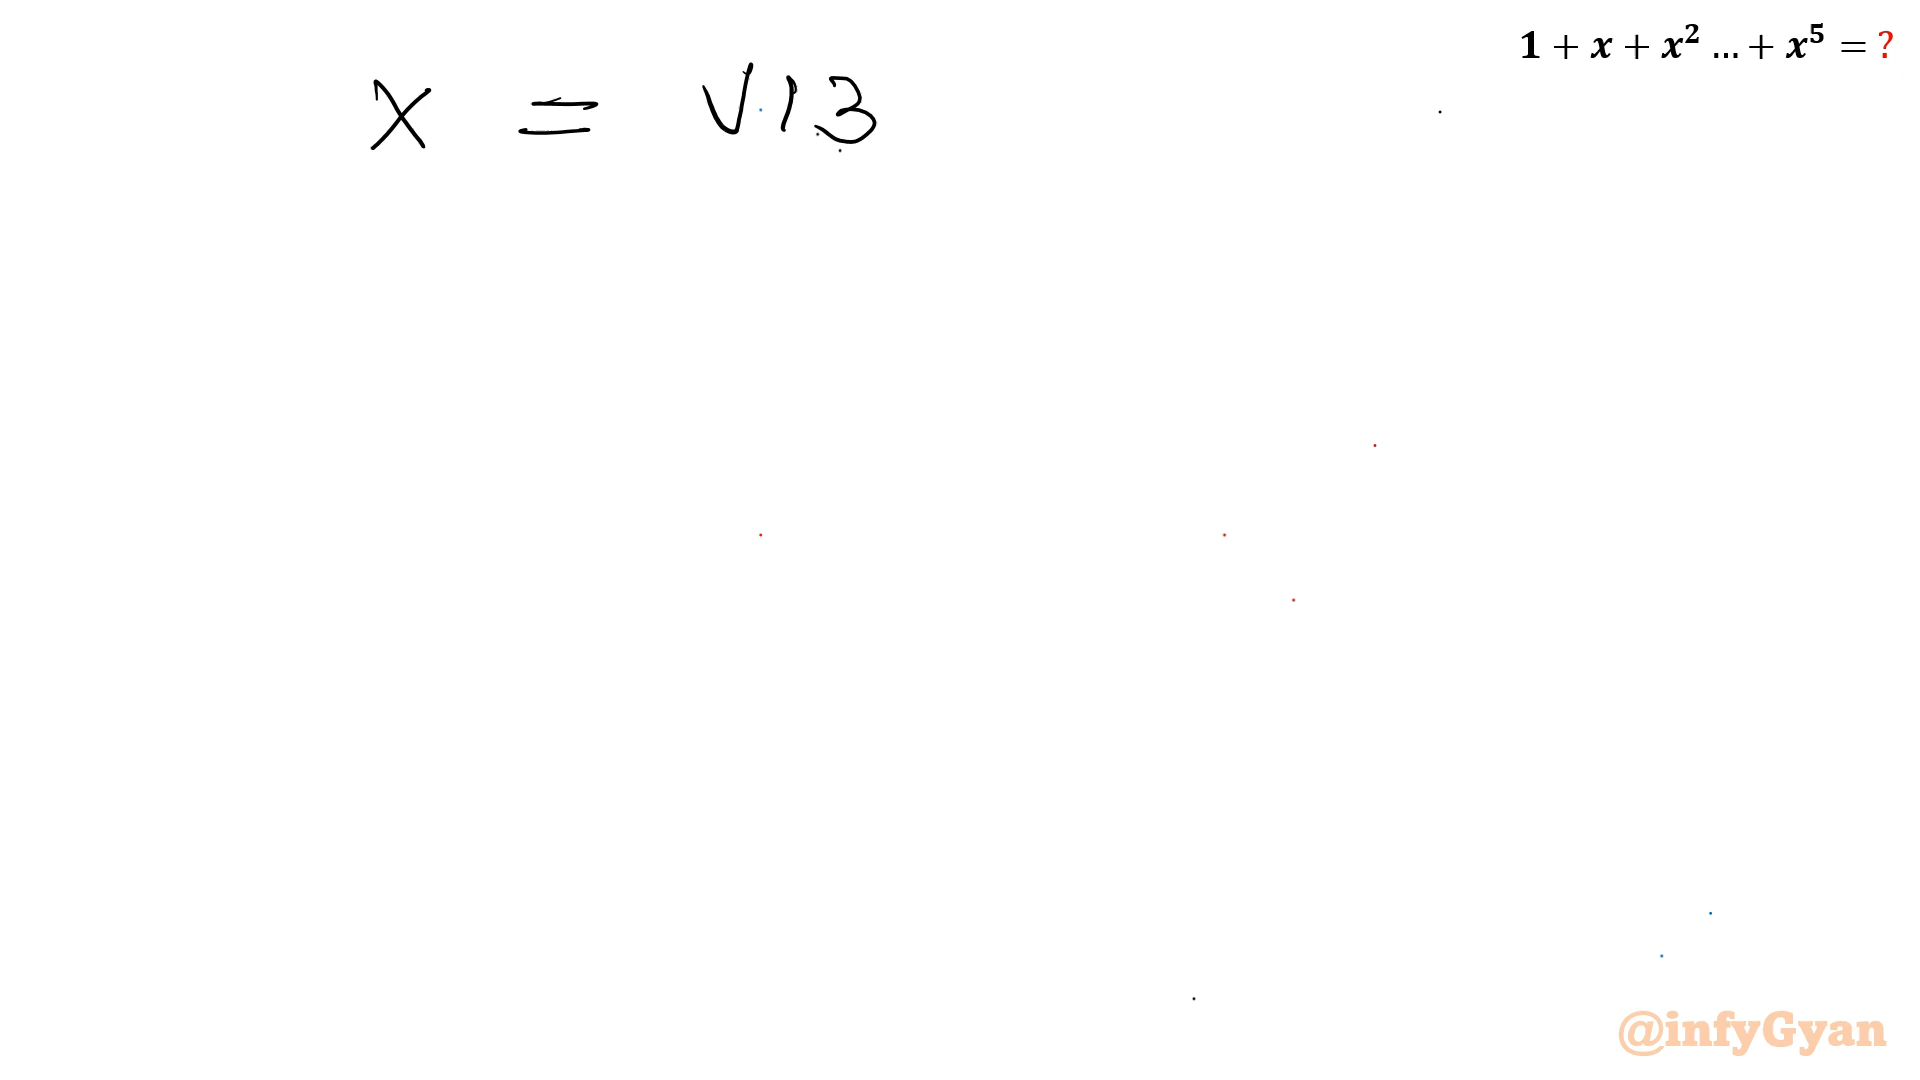 1 + x + x² ... + x⁵ = ?
x = √13
@infyGyan